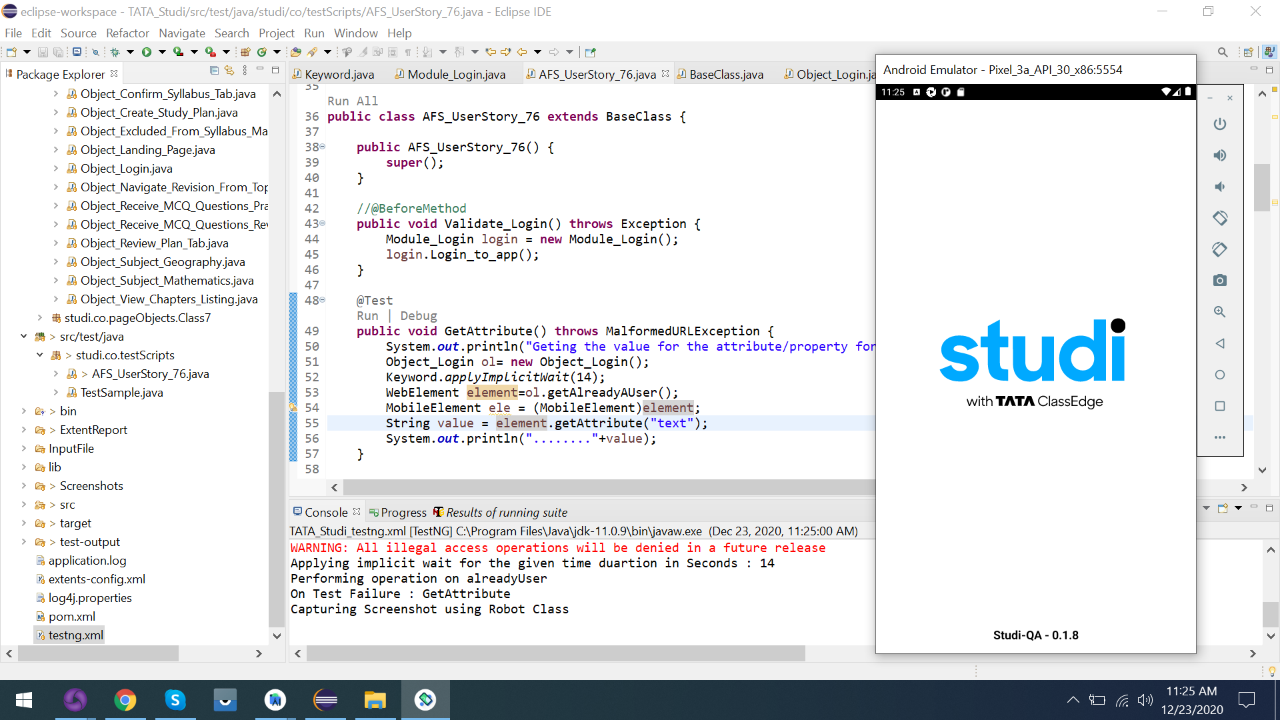 eclipse-workspace - TATA_Studi/src/test/java/studi/co/testScripts/AFS_UserStory_76.java - Eclipse IDE
File Edit Source Refactor Navigate Search Project Run Window Help
Package Explorer
Object_Confirm_Syllabus_Tab.java
Object_Create_Study_Plan.java
Object_Excluded_From_Syllabus_Ma
Object_Landing_Page.java
Object_Login.java
Object_Navigate_Revision_From_Top
Object_Receive_MCQ_Questions_Pra
Object_Receive_MCQ_Questions_Rev
Object_Review_Plan_Tab.java
Object_Subject_Geography.java
Object_Subject_Mathematics.java
Object_View_Chapters_Listing.java
studi.co.pageObjects.Class7
> src/test/java
> studi.co.testScripts
> AFS_UserStory_76.java
TestSample.java
> bin
> ExtentReport
InputFile
lib
> Screenshots
> src
> target
> test-output
application.log
extents-config.xml
log4j.properties
pom.xml
testng.xml
Keyword.java Module_Login.java AFS_UserStory_76.java BaseClass.java Object_Login.ja
35
Run All
36 public class AFS_UserStory_76 extends BaseClass {
37
38 public AFS_UserStory_76() {
39 super();
40 }
41
42 //@BeforeMethod
43 public void Validate_Login() throws Exception {
44 Module_Login login = new Module_Login();
45 login.Login_to_app();
46 }
47
48 @Test
Run | Debug
49 public void GetAttribute() throws MalformedURLException {
50 System.out.println("Geting the value for the attribute/property for
51 Object_Login ol= new Object_Login();
52 Keyword.applyImplicitWait(14);
53 WebElement element=ol.getAlreadyAUser();
54 MobileElement ele = (MobileElement)element;
55 String value = element.getAttribute("text");
56 System.out.println("........"+value);
57 }
58
Console Progress Results of running suite
TATA_Studi_testng.xml [TestNG] C:\Program Files\Java\jdk-11.0.9\bin\javaw.exe (Dec 23, 2020, 11:25:00 AM)
WARNING: All illegal access operations will be denied in a future release
Applying implicit wait for the given time duartion in Seconds : 14
Performing operation on alreadyUser
On Test Failure : GetAttribute
Capturing Screenshot using Robot Class
Android Emulator - Pixel_3a_API_30_x86:5554
11:25
studi
with TATA ClassEdge
Studi-QA - 0.1.8
11:25 AM
12/23/2020